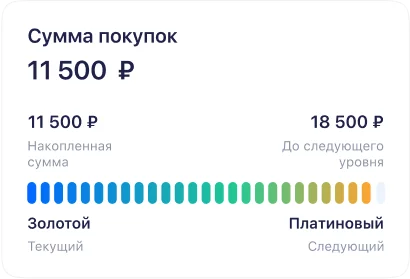 Сумма покупок
11 500 ₽
11 500 ₽
18 500 ₽
Накопленная
сумма
До следующего
уровня
Золотой
Платиновый
Текущий
Следующий